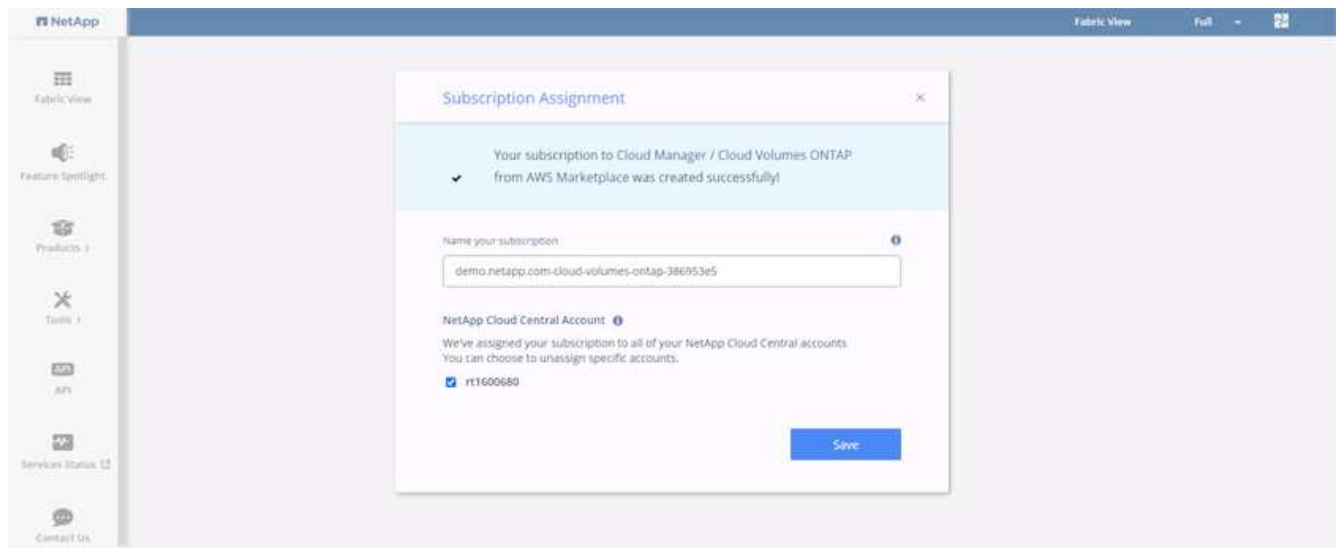 NetApp
Fabric View
Full
Fabric View
Feature Spotlight
Products
Tools
API
API
Services Status
Contact Us
Subscription Assignment
Your subscription to Cloud Manager / Cloud Volumes ONTAP
from AWS Marketplace was created successfully!
Name your subscription
demo.netapp.com-cloud-volumes-ontap-386953e5
NetApp Cloud Central Account
We've assigned your subscription to all of your NetApp Cloud Central accounts
You can choose to unassign specific accounts.
rt1600680
Save